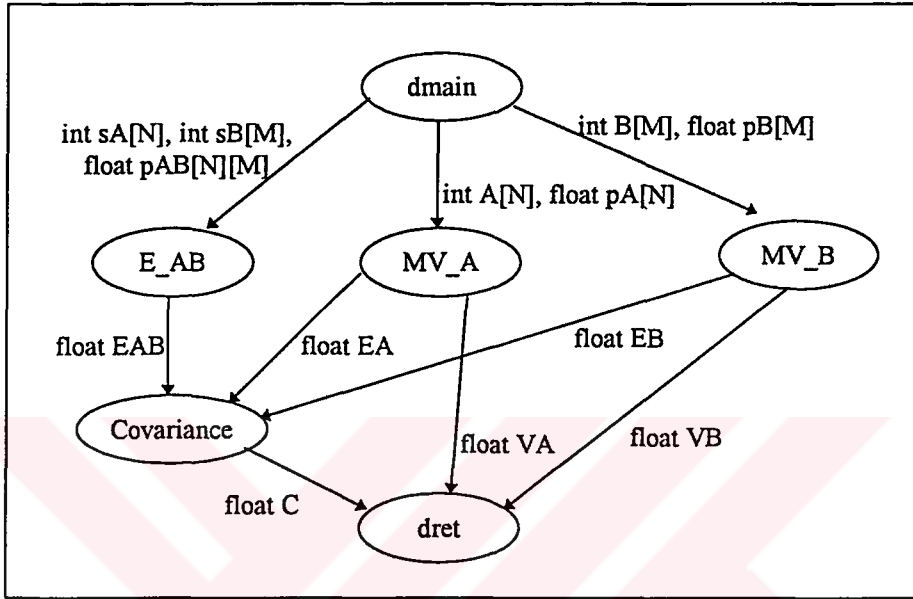 dmain
int sA[N], int sB[M],
float pAB[N][M]
int B[M], float pB[M]
int A[N], float pA[N]
E_AB
MV_A
MV_B
float EAB
float EA
float EB
Covariance
float VA
float VB
float C
dret